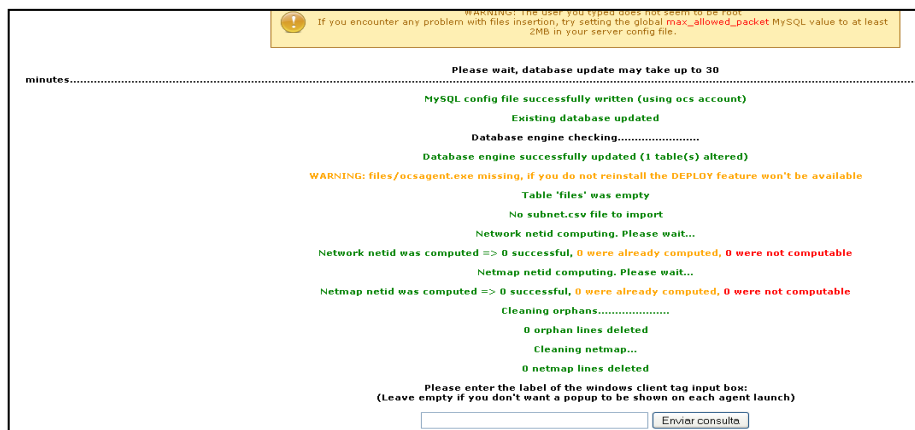 WARNING: The user you typed does not seem to be root
If you encounter any problem with files insertion, try setting the global max_allowed_packet MySQL value to at least
2MB in your server config file.
Please wait, database update may take up to 30
minutes.......................................................................................................................................................................................................................................
MySQL config file successfully written (using ocs account)
Existing database updated
Database engine checking........................
Database engine successfully updated (1 table(s) altered)
WARNING: files/ocsagent.exe missing, if you do not reinstall the DEPLOY feature won't be available
Table 'files' was empty
No subnet.csv file to import
Network netid computing. Please wait...
Network netid was computed => 0 successful, 0 were already computed, 0 were not computable
Netmap netid computing. Please wait...
Netmap netid was computed => 0 successful, 0 were already computed, 0 were not computable
Cleaning orphans.....................
0 orphan lines deleted
Cleaning netmap...
0 netmap lines deleted
Please enter the label of the windows client tag input box:
(Leave empty if you don't want a popup to be shown on each agent launch)
Enviar consulta